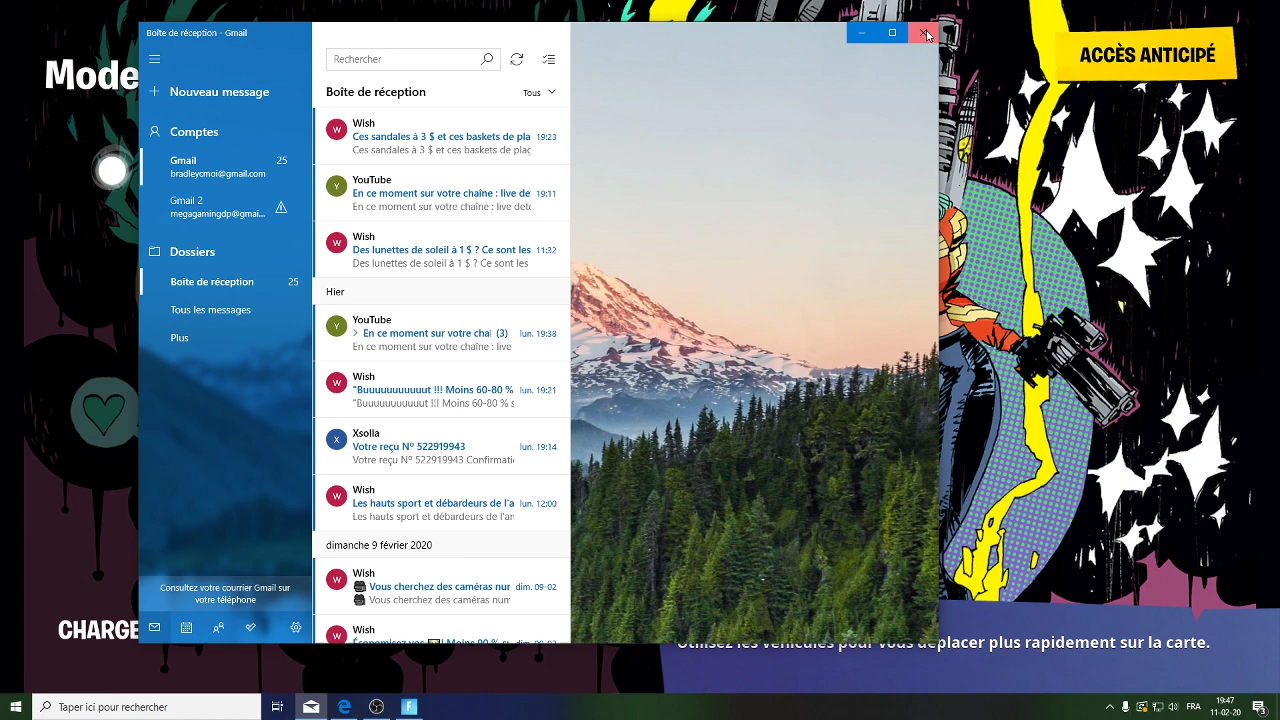 Boîte de réception - Gmail
Mode
ACCÈS ANTICIPÉ
Nouveau message
Comptes
Gmail 25
bradleycmoi@gmail.com
Gmail 2
megagamingdp@gmai...
Dossiers
Boîte de réception 25
Tous les messages
Plus
Consultez votre courrier Gmail sur
votre téléphone
Rechercher
Boîte de réception Tous
W Wish
Ces sandales à 3 $ et ces baskets de pla 19:23
Ces sandales à 3 $ et ces baskets de plag
Y YouTube
En ce moment sur votre chaîne : live de 19:11
En ce moment sur votre chaîne : live deto
W Wish
Des lunettes de soleil à 1 $ ? Ce sont les 11:32
Des lunettes de soleil à 1 $ ? Ce sont les
Hier
Y YouTube
En ce moment sur votre chaî (3) lun. 19:38
En ce moment sur votre chaîne : live
W Wish
"Buuuuuuuuuut !!! Moins 60-80 % lun. 19:21
"Buuuuuuuuuut !!! Moins 60-80 % s
X Xsolla
Votre reçu Nº 522919943 lun. 19:14
Votre reçu Nº 522919943 Confirmati
W Wish
Les hauts sport et débardeurs de l'a lun. 12:00
Les hauts sport et débardeurs de l'an
dimanche 9 février 2020
W Wish
Vous cherchez des caméras nur dim. 09-02
Vous cherchez des caméras num
W Wish
CHARGE
Utilisez les véhicules pour vous déplacer plus rapidement sur la carte.
Taper ici pour rechercher
19:47
11-02-20